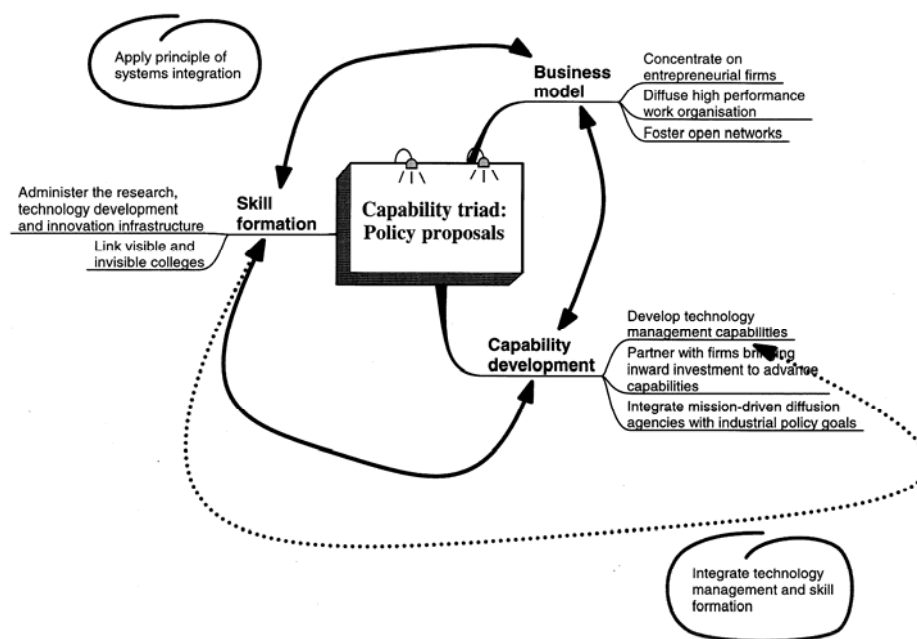 Apply principle of
systems integration
Business
model
Concentrate on
entrepreneurial firms
Diffuse high performance
work organisation
Foster open networks
Administer the research,
technology development
and innovation infrastructure
Link visible and
invisible colleges
Skill
formation
Capability triad:
Policy proposals
Capability
development
Develop technology
management capabilities
Partner with firms bringing
inward investment to advance
capabilities
Integrate mission-driven diffusion
agencies with industrial policy goals
Integrate technology
management and skill
formation